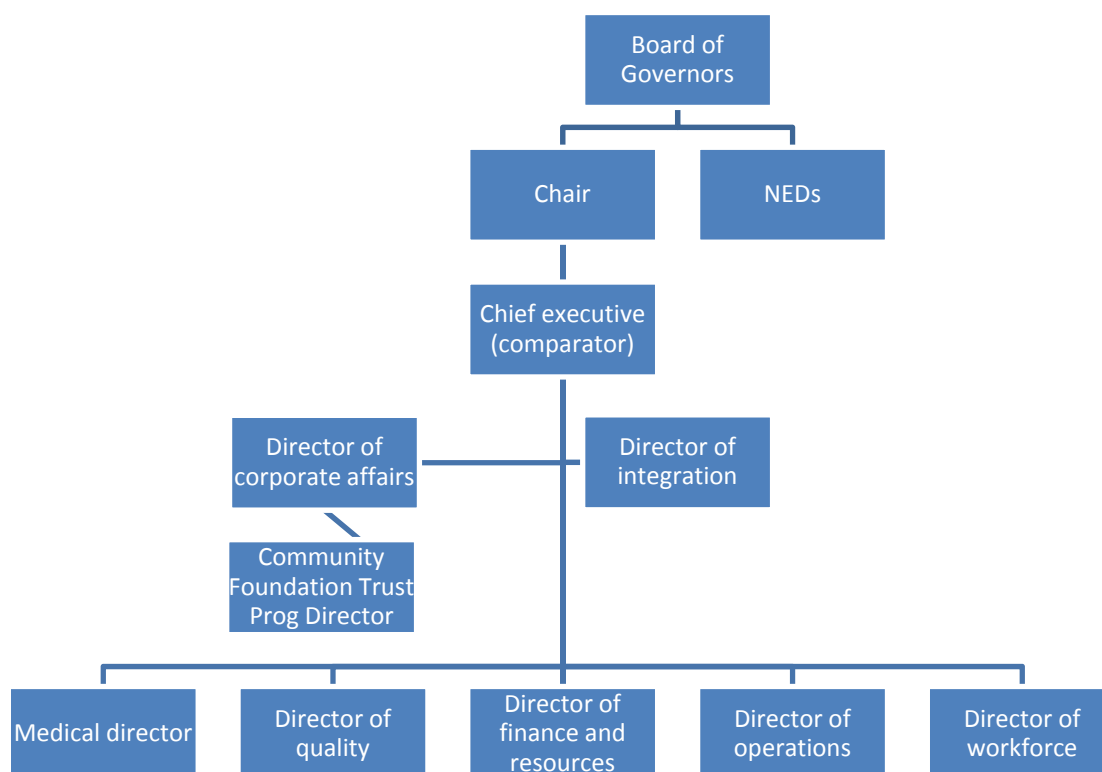 Board of
Governors
Chair
NEDs
Chief executive
(comparator)
Director of
corporate affairs
Director of
integration
Community
Foundation Trust
Prog Director
Medical director
Director of
quality
Director of
finance and
resources
Director of
operations
Director of
workforce